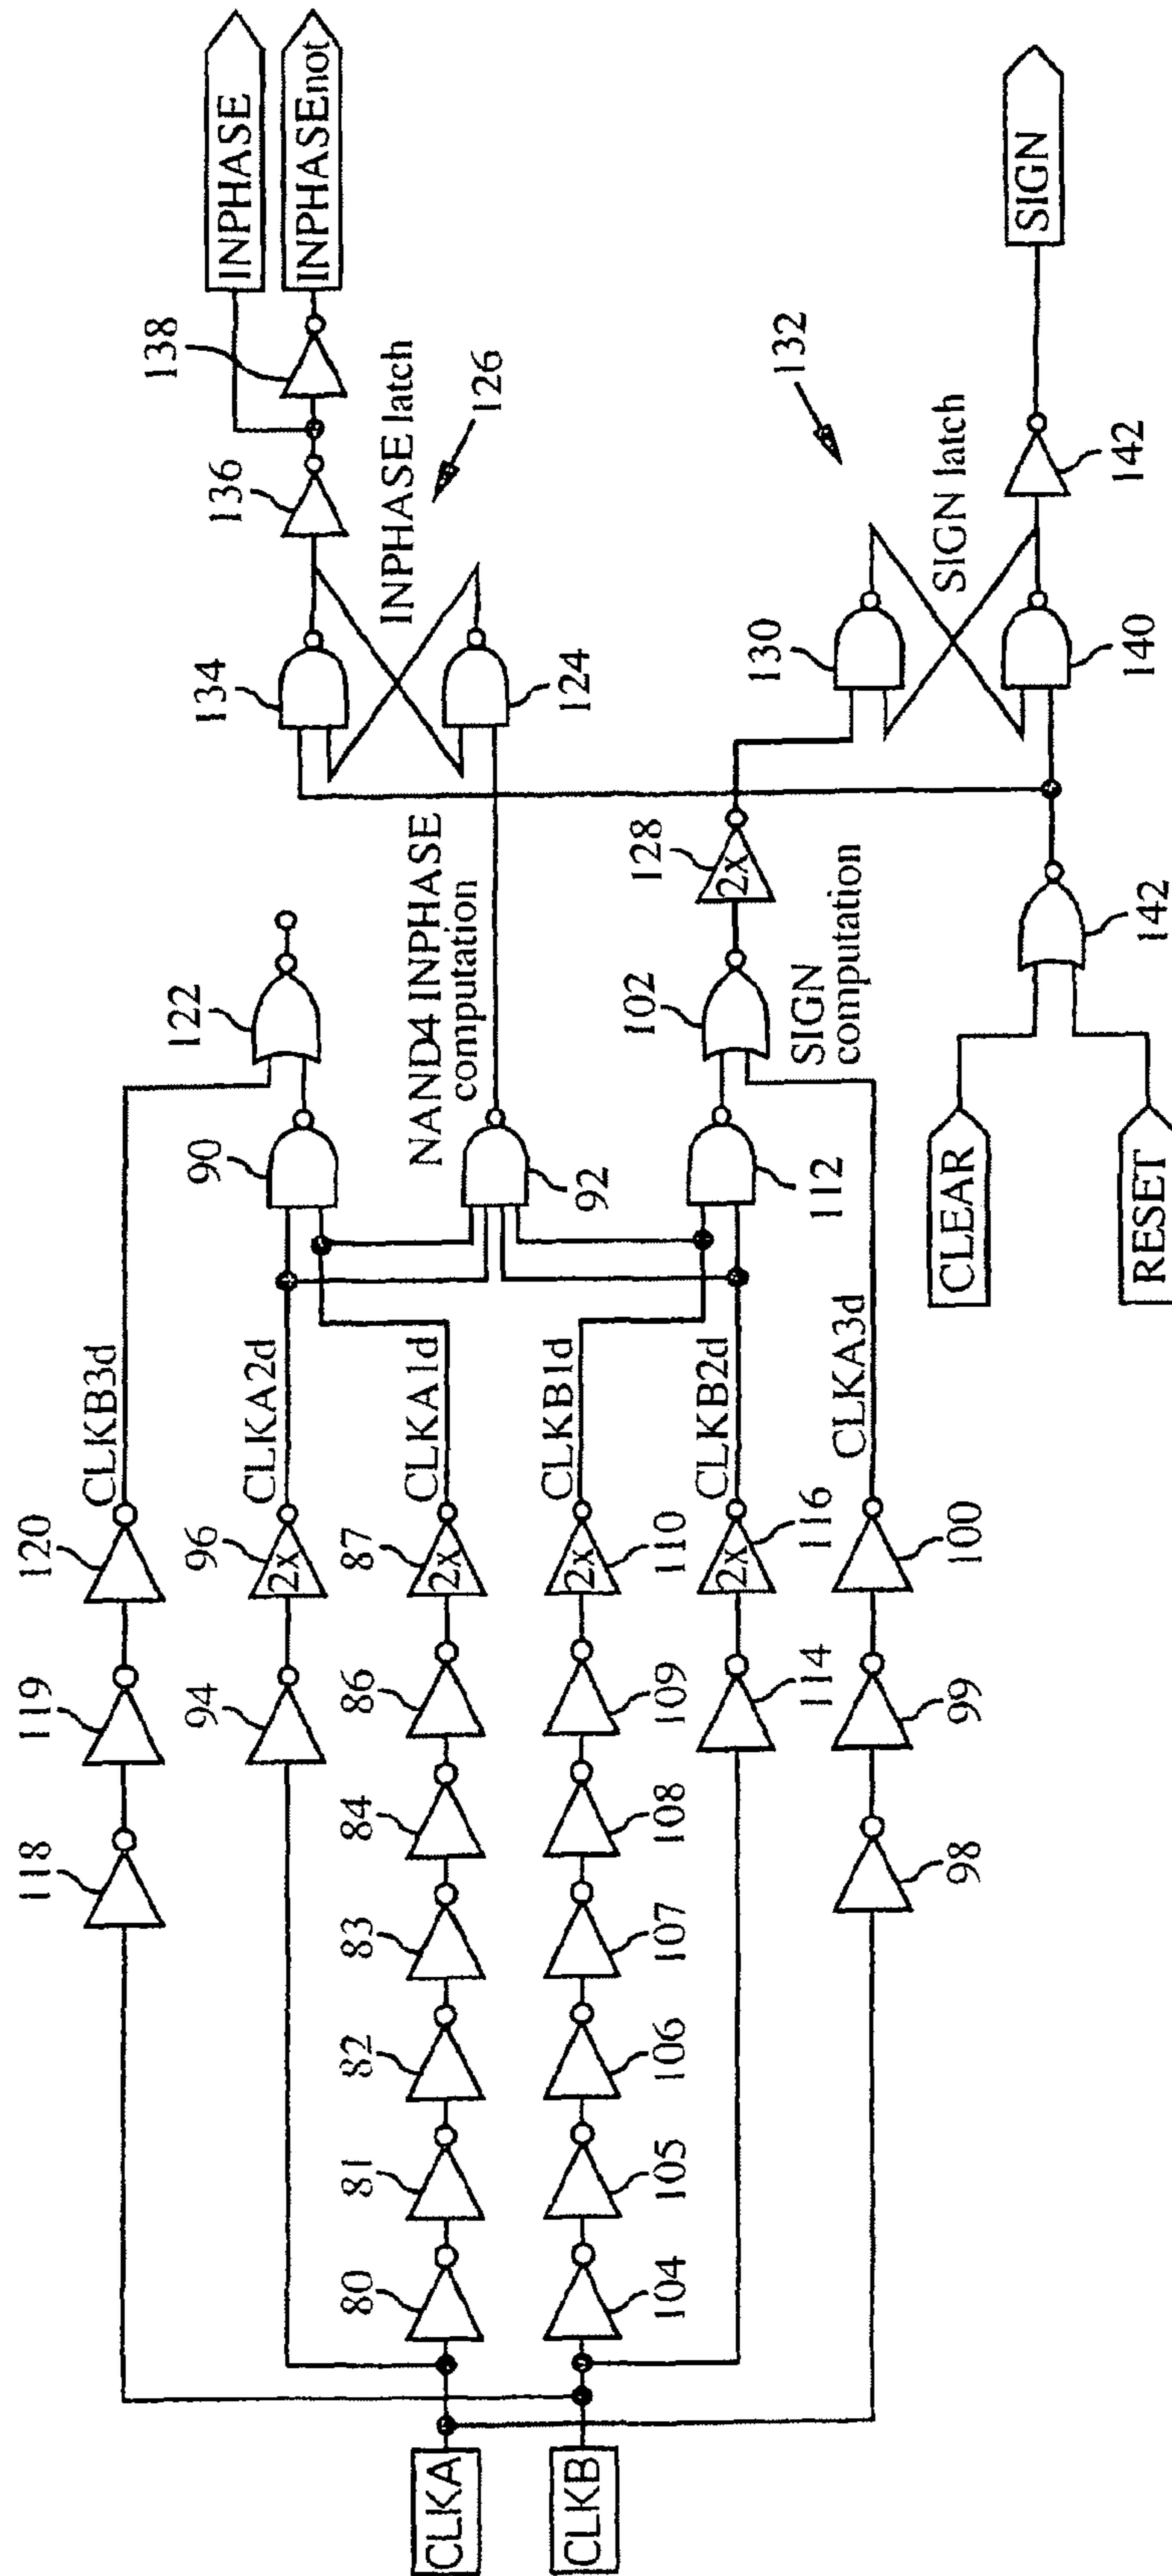 CLKA
CLKB
118
119
120
CLKB3d
94
96
2x
CLKA2d
80
81
82
83
84
86
87
2x
CLKA1d
104
105
106
107
108
109
110
2x
CLKB1d
114
116
2x
CLKB2d
98
99
100
CLKA3d
122
90
92
NAND4 INPHASE
computation
112
102
SIGN
computation
128
2x
CLEAR
RESET
142
134
124
136
138
INPHASE
INPHASEnot
INPHASE latch
126
130
140
SIGN latch
132
142
SIGN